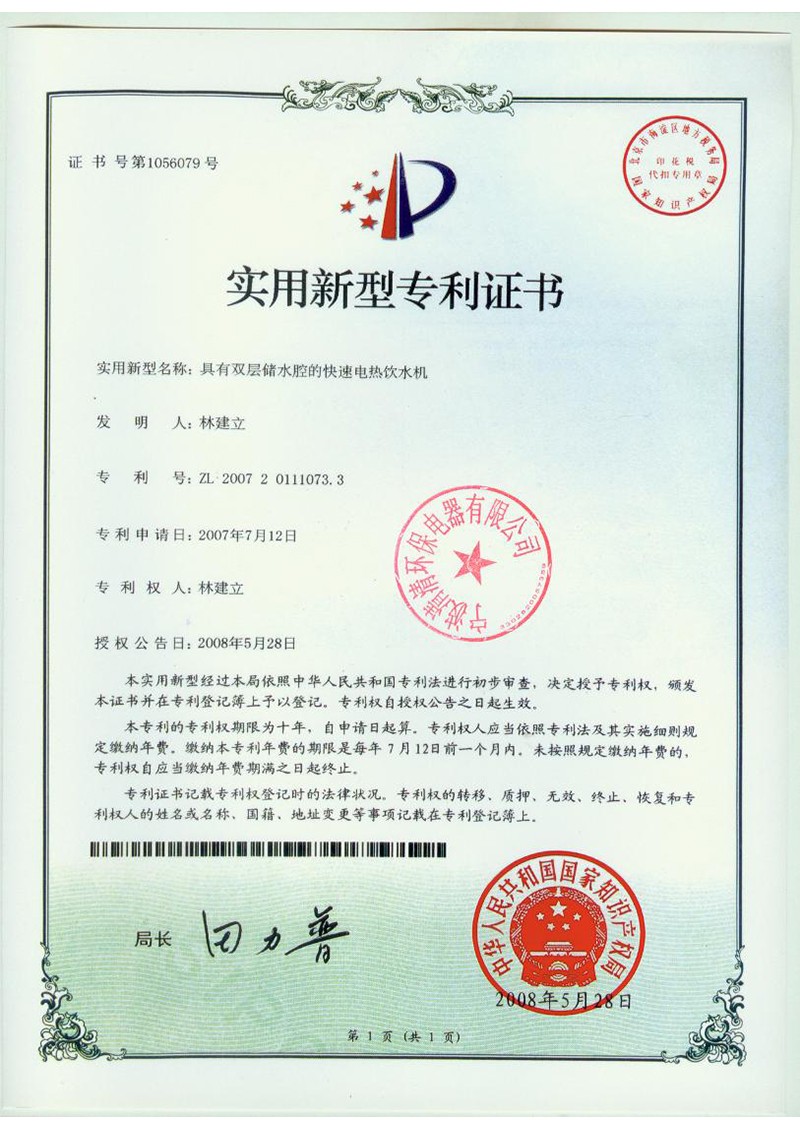 证书号第1056079号
北京市海淀区地方税务局
印花税
代扣专用章
国家知识产权局
实用新型专利证书
实用新型名称：具有双层储水腔的快速电热饮水机
发明人：林建立
专利号：ZL 2007 2 0111073.3
专利申请日：2007年7月12日
专利权人：林建立
授权公告日：2008年5月28日
宁波清清环保电器有限公司
本实用新型经过本局依照中华人民共和国专利法进行初步审查，决定授予专利权，颁发
本证书并在专利登记簿上予以登记。专利权自授权公告之日起生效。
本专利的专利权期限为十年，自申请日起算。专利权人应当依照专利法及其实施细则规
定缴纳年费。缴纳本专利年费的期限是每年 7 月 12 日前一个月内。未按照规定缴纳年费的，
专利权自应当缴纳年费期满之日起终止。
专利证书记载专利权登记时的法律状况。专利权的转移、质押、无效、终止、恢复和专
利权人的姓名或名称、国籍、地址变更等事项记载在专利登记簿上。
局长 田力普
中华人民共和国国家知识产权局
2008年5月28日
第 1 页 (共 1 页)